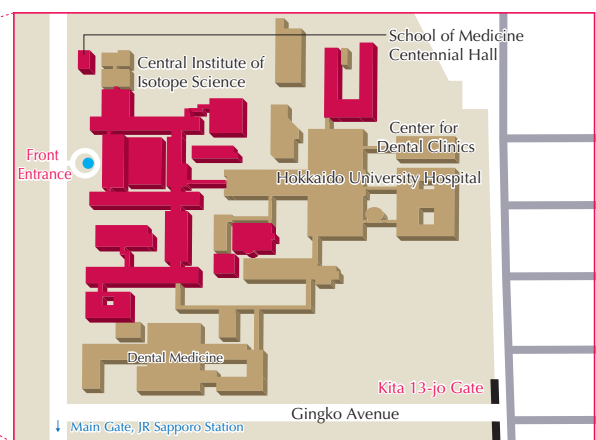 School of Medicine
Centennial Hall
Central Institute of
Isotope Science
Center for
Dental Clinics
Front
Entrance
Hokkaido University Hospital
Dental Medicine
Kita 13-jo Gate
Gingko Avenue
↓ Main Gate, JR Sapporo Station